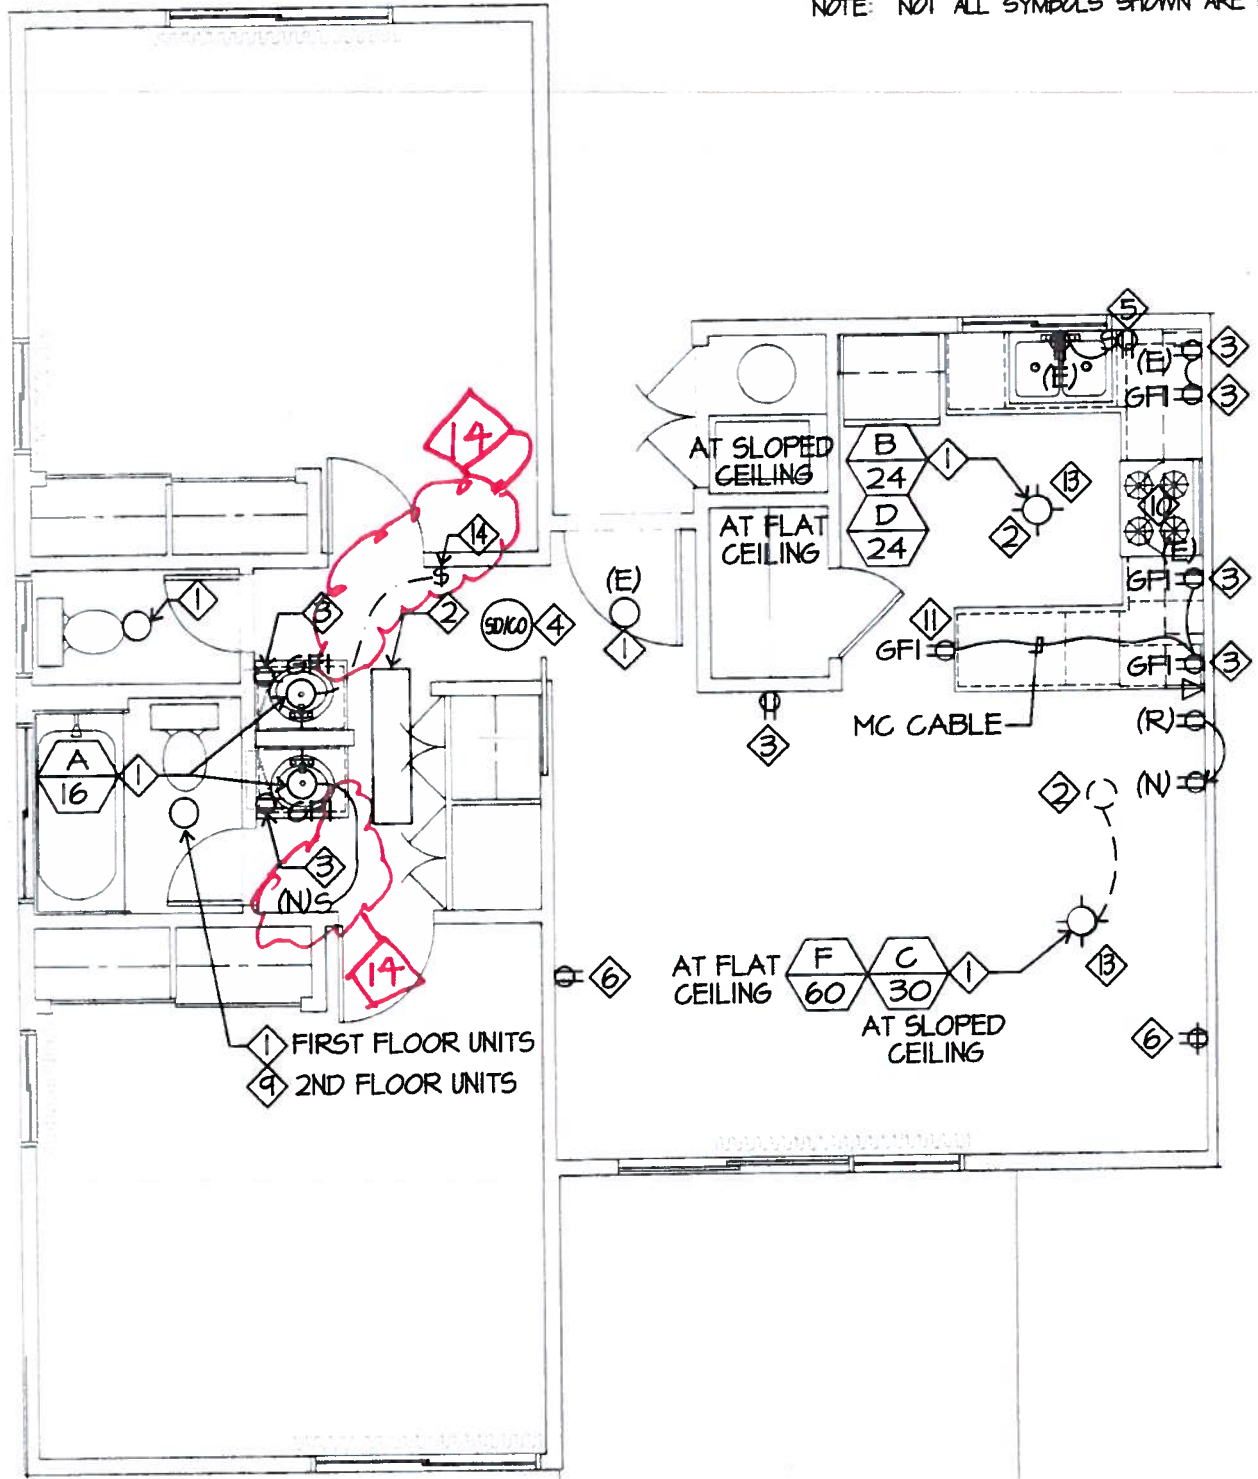 NOTE: NOT ALL SYMBOLS SHOWN ARE
5
3
(E)
(E)
GFI
3
14
AT SLOPED
CEILING
B
24
1
13
10
AT FLAT
CEILING
D
24
2
14
$
(E)
(E)
GFI
3
1
3
2
SD/CO
4
1
11
GFI
GFI
3
GFI
MC CABLE
3
(R)
(N)
2
A
16
1
GFI
3
(N)$
14
6
AT FLAT
CEILING
F
60
C
30
1
13
AT SLOPED
CEILING
6
1 FIRST FLOOR UNITS
9 2ND FLOOR UNITS